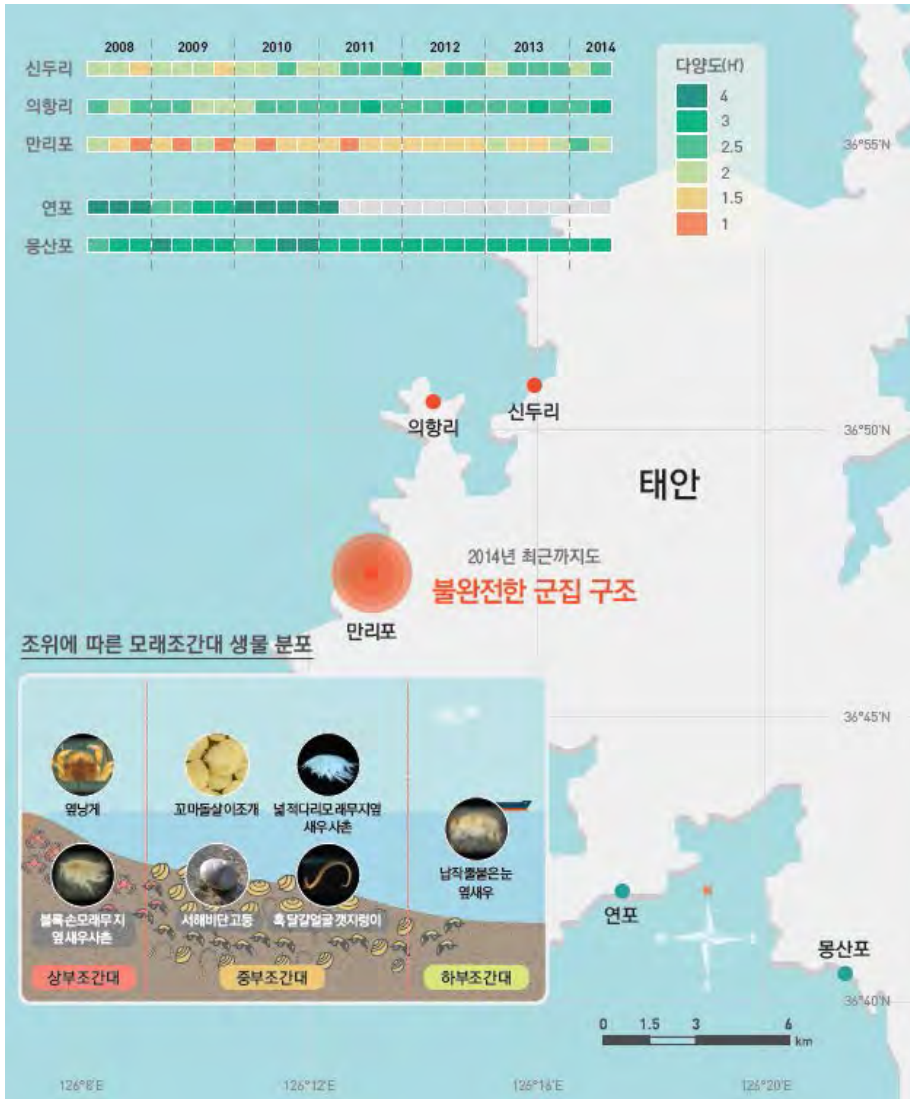 2008 2009 2010 2011 2012 2013 2014
신두리
의항리
만리포
연포
몽산포
다양도(H')
4
3
2.5
2
1.5
1
36°55'N
의항리
신두리
36°50'N
태안
2014년 최근까지도
불완전한 군집 구조
만리포
조위에 따른 모래조간대 생물 분포
36°45'N
옆낭게
꼬마돌살이조개
넓적다리모래무지옆
새우사촌
납작뿔붉은눈
옆새우
볼록손모래무지
옆새우사촌
서해비단고둥
혹달갈얼굴갯지렁이
상부조간대
중부조간대
하부조간대
연포
몽산포
36°40'N
0 1.5 3 6
km
126°8'E 126°12'E 126°16'E 126°20'E